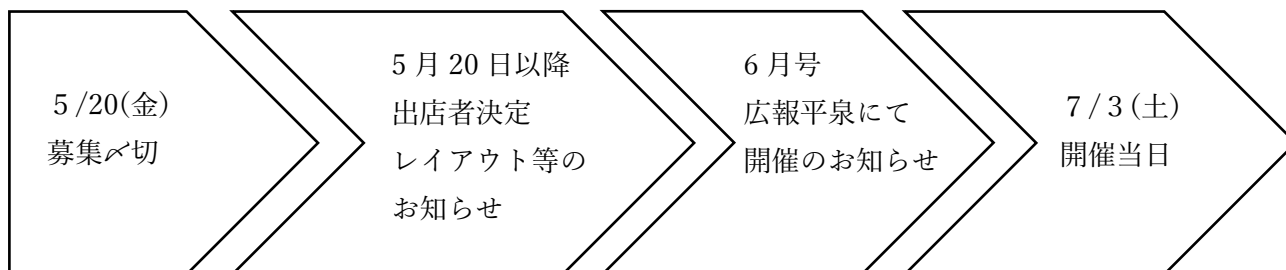 ５/20(金)
募集〆切
5 月 20 日以降
出店者決定
レイアウト等の
お知らせ
6 月号
広報平泉にて
開催のお知らせ
７/３(土)
開催当日